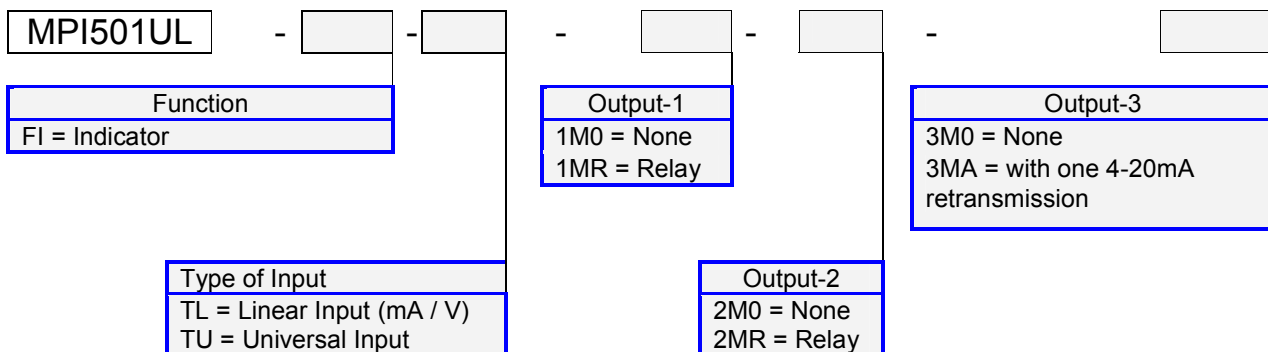 MPI501UL - - - - -
Function
FI = Indicator
Output-1
1M0 = None
1MR = Relay
Output-3
3M0 = None
3MA = with one 4-20mA
retransmission
Type of Input
TL = Linear Input (mA / V)
TU = Universal Input
Output-2
2M0 = None
2MR = Relay